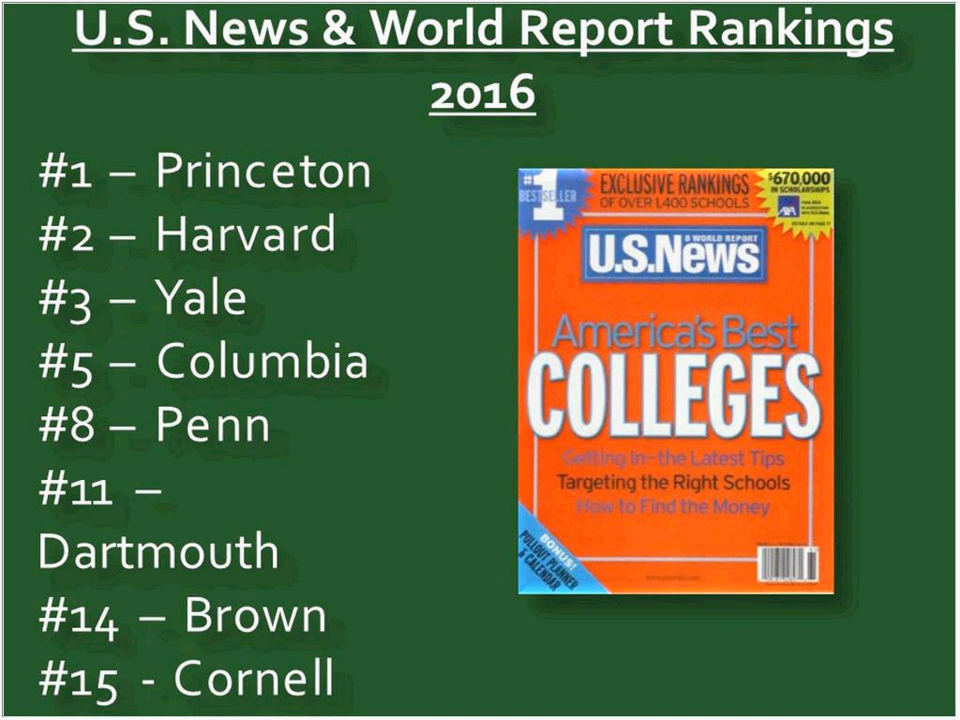 U.S. News & World Report Rankings
2016
#1 – Princeton
#2 – Harvard
#3 – Yale
#5 – Columbia
#8 – Penn
#11 –
Dartmouth
#14 – Brown
#15 - Cornell
#1
BESTSELLER
EXCLUSIVE RANKINGS
OF OVER 1,400 SCHOOLS
$670,000
IN SCHOLARSHIPS
AXA
& WORLD REPORT
U.S.News
America's Best
COLLEGES
Getting In–the Latest Tips
Targeting the Right Schools
How to Find the Money
BONUS!
PULLOUT PLANNER
& CALENDAR